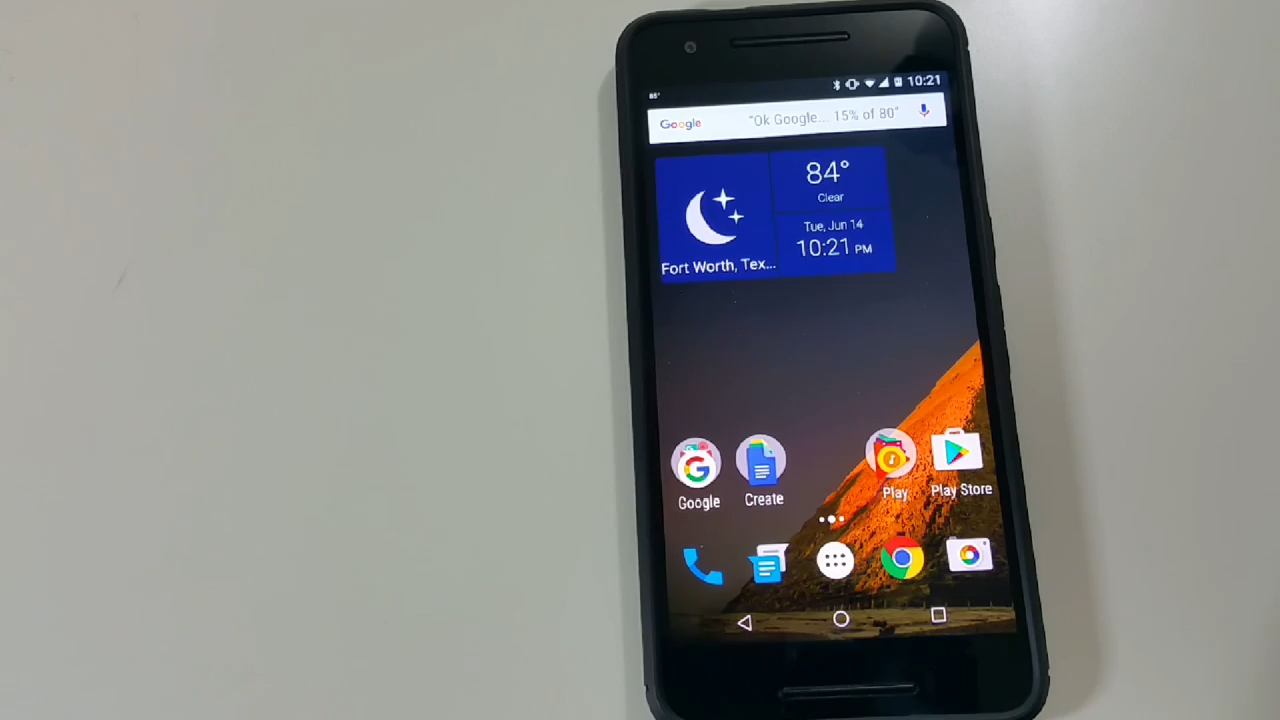 10:21
85°
Google "Ok Google... 15% of 80"
84°
Clear
Tue, Jun 14
10:21 PM
Fort Worth, Tex...
Google
Create
Play
Play Store